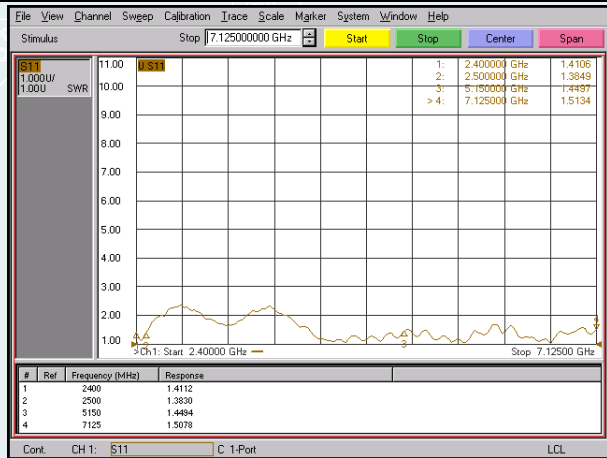 File View Channel Sweep Calibration Trace Scale Marker System Window Help
Stimulus Stop 7.125000000 GHz Start Stop Center Span
S11
1.000U/
1.00U SWR
U S11
11.00
10.00
9.00
8.00
7.00
6.00
5.00
4.00
3.00
2.00
1.00
1: 2.400000 GHz 1.4106
2: 2.500000 GHz 1.3849
3: 5.150000 GHz 1.4497
> 4: 7.125000 GHz 1.5134
3
4
>Ch1: Start 2.40000 GHz Stop 7.12500 GHz
# Ref Frequency (MHz) Response
1 2400 1.4112
2 2500 1.3830
3 5150 1.4494
4 7125 1.5078
Cont. CH 1: S11 C 1-Port LCL